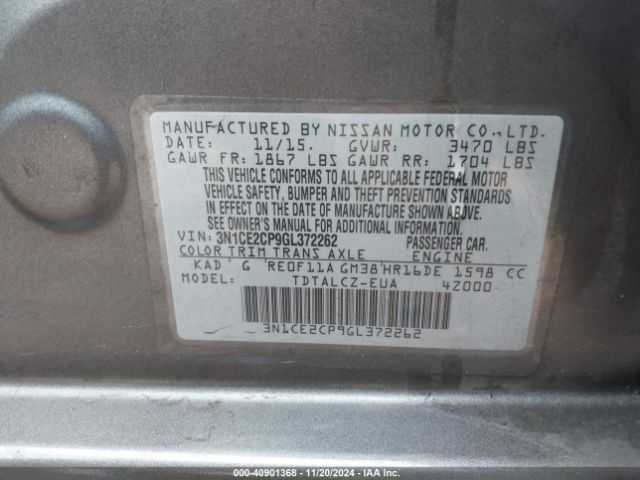 MANUFACTURED BY NISSAN MOTOR CO., LTD.
DATE: 11/15. GVWR: 3470 LBS
GAWR FR: 1867 LBS GAWR RR: 1704 LBS
THIS VEHICLE CONFORMS TO ALL APPLICABLE FEDERAL MOTOR
VEHICLE SAFETY, BUMPER AND THEFT PREVENTION STANDARDS
IN EFFECT ON THE DATE OF MANUFACTURE SHOWN ABOVE.
SEE OWNER'S MANUAL FOR ADDITIONAL INFORMATION.
VIN: 3N1CE2CP9GL372262 PASSENGER CAR.
COLOR TRIM TRANS AXLE ENGINE
KAD G RE0F11A GM38 HR16DE 1598 CC
MODEL: TDTALCZ-EUA 4Z000
3N1CE2CP9GL372262
000-40901368 - 11/20/2024 - IAA Inc.